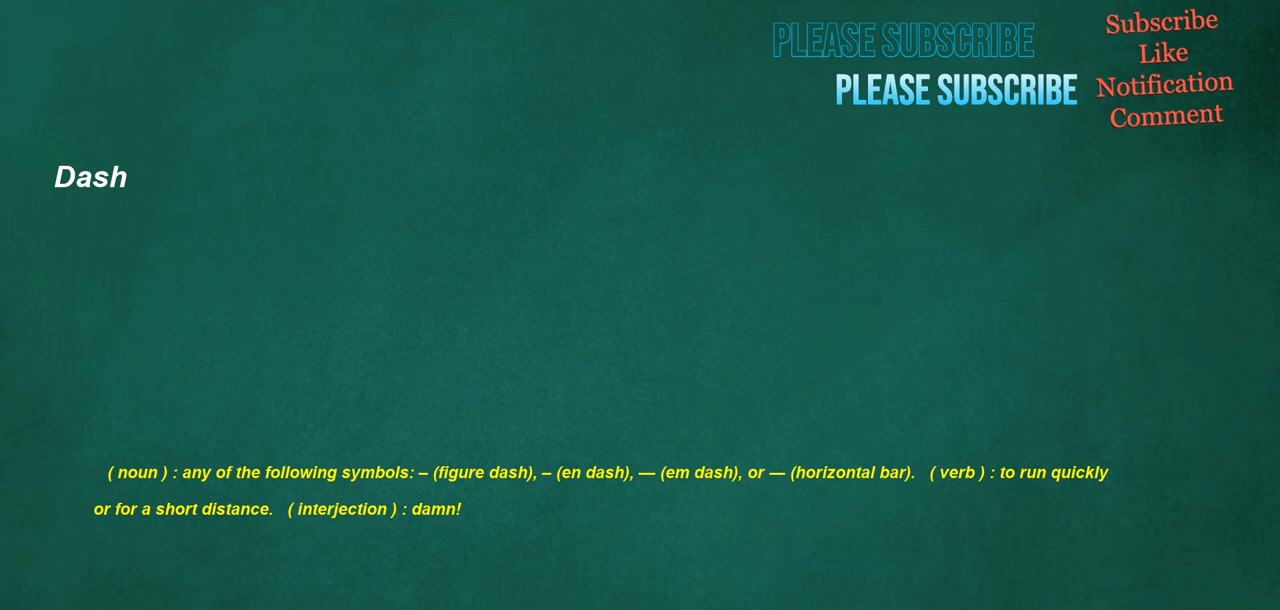 PLEASE SUBSCRIBE
PLEASE SUBSCRIBE
Subscribe
Like
Notification
Comment
Dash
( noun ) : any of the following symbols: ‒ (figure dash), – (en dash), — (em dash), or ― (horizontal bar).   ( verb ) : to run quickly
or for a short distance.   ( interjection ) : damn!